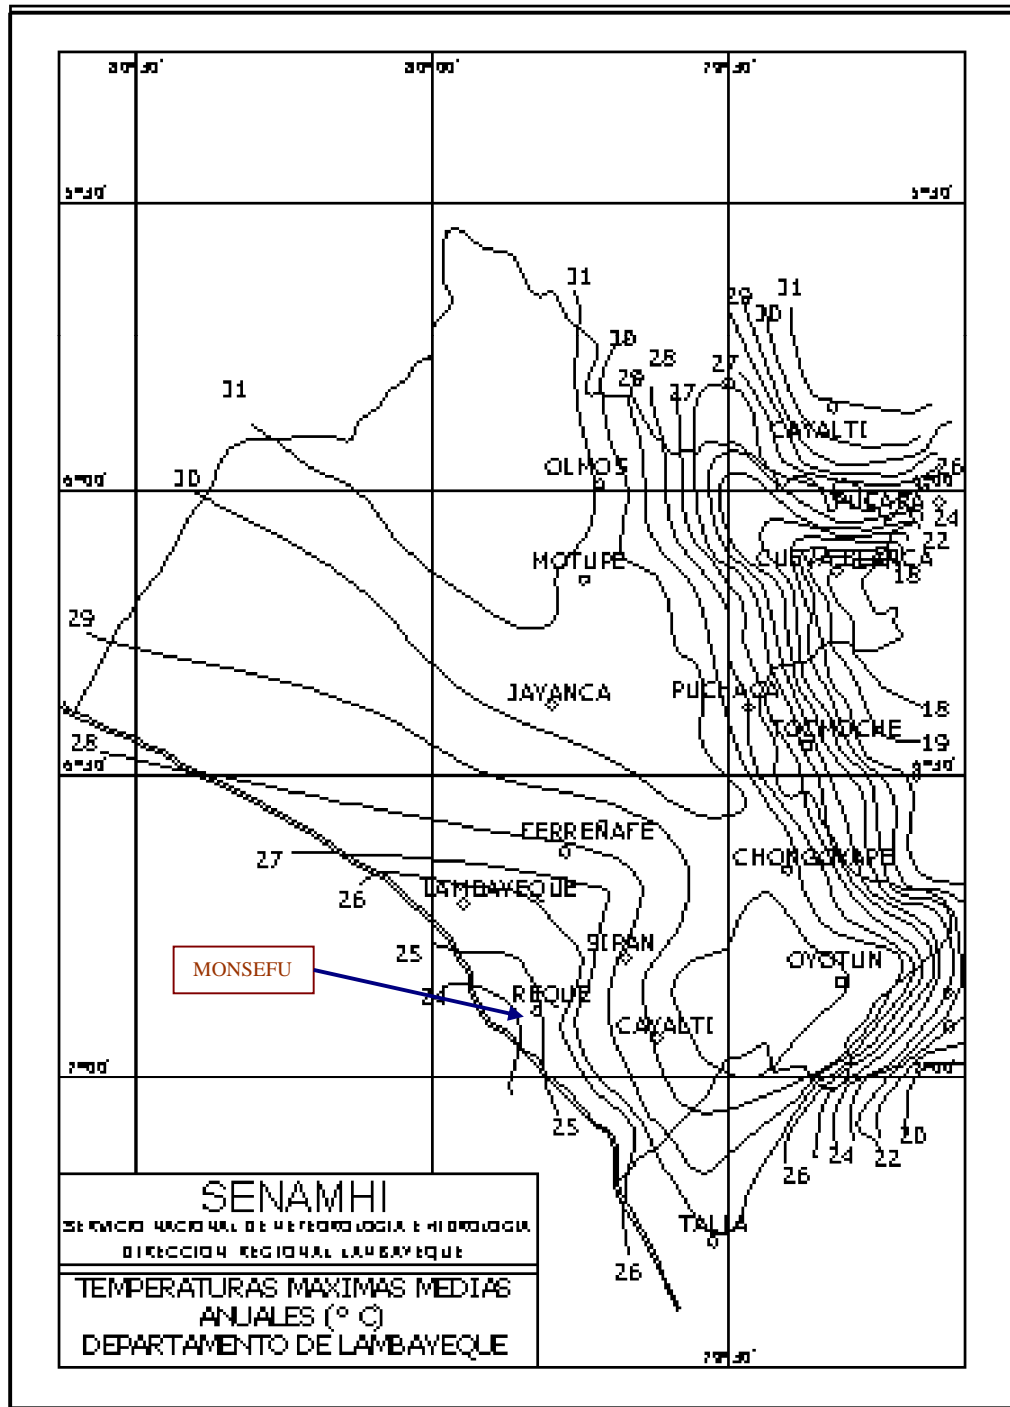 80°30' 80°00' 79°30'
5°30' 5°30'
31
31
29
30
31
30
28
29
27
27
CAYALTI
OLMOS
30
6°00'
26
PUCARA
24
22
MOTUPE
CUEVA BLANCA
18
29
JAYANCA
PUCHACA
18
TOCMOCHE
19
28
6°30' 6°30'
FERREÑAFE
CHONGOYAPE
27
26
LAMBAYEQUE
SIPAN
25
OYOTUN
MONSEFU
24
REQUE
CAYALTI
7°00' 7°00'
25
20
24
22
26
TALLA
26
SENAMHI
SERVICIO NACIONAL DE METEOROLOGIA E HIDROLOGIA
DIRECCION REGIONAL LAMBAYEQUE
TEMPERATURAS MAXIMAS MEDIAS
ANUALES (° C)
DEPARTAMENTO DE LAMBAYEQUE
79°30'